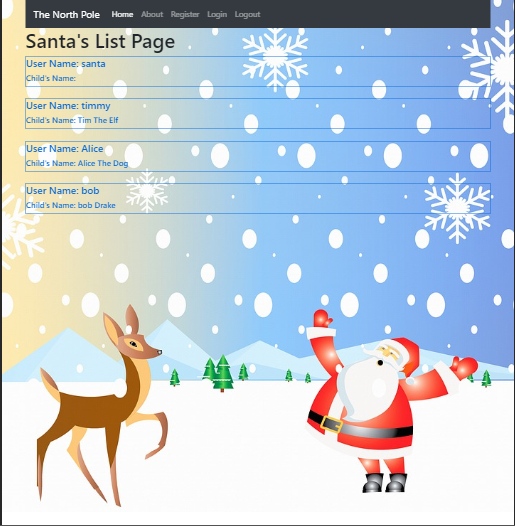 The North Pole Home About Register Login Logout
Santa's List Page
User Name: santa
Child's Name:
User Name: timmy
Child's Name: Tim The Elf
User Name: Alice
Child's Name: Alice The Dog
User Name: bob
Child's Name: bob Drake